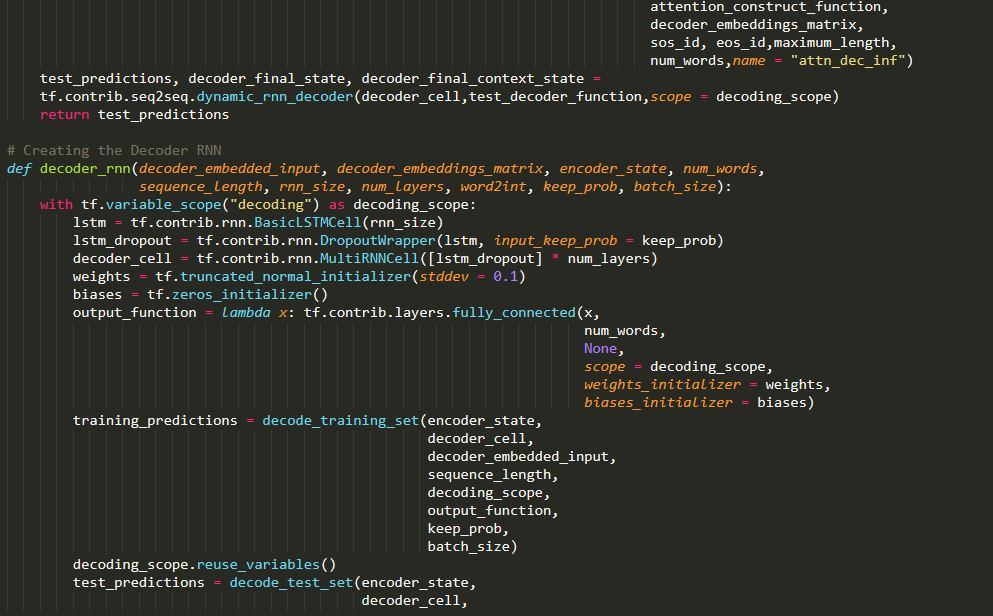 attention_construct_function,
decoder_embeddings_matrix,
sos_id, eos_id,maximum_length,
num_words,name = "attn_dec_inf")
test_predictions, decoder_final_state, decoder_final_context_state =
tf.contrib.seq2seq.dynamic_rnn_decoder(decoder_cell,test_decoder_function,scope = decoding_scope)
return test_predictions
# Creating the Decoder RNN
def decoder_rnn(decoder_embedded_input, decoder_embeddings_matrix, encoder_state, num_words,
sequence_length, rnn_size, num_layers, word2int, keep_prob, batch_size):
with tf.variable_scope("decoding") as decoding_scope:
lstm = tf.contrib.rnn.BasicLSTMCell(rnn_size)
lstm_dropout = tf.contrib.rnn.DropoutWrapper(lstm, input_keep_prob = keep_prob)
decoder_cell = tf.contrib.rnn.MultiRNNCell([lstm_dropout] * num_layers)
weights = tf.truncated_normal_initializer(stddev = 0.1)
biases = tf.zeros_initializer()
output_function = lambda x: tf.contrib.layers.fully_connected(x,
num_words,
None,
scope = decoding_scope,
weights_initializer = weights,
biases_initializer = biases)
training_predictions = decode_training_set(encoder_state,
decoder_cell,
decoder_embedded_input,
sequence_length,
decoding_scope,
output_function,
keep_prob,
batch_size)
decoding_scope.reuse_variables()
test_predictions = decode_test_set(encoder_state,
decoder_cell,